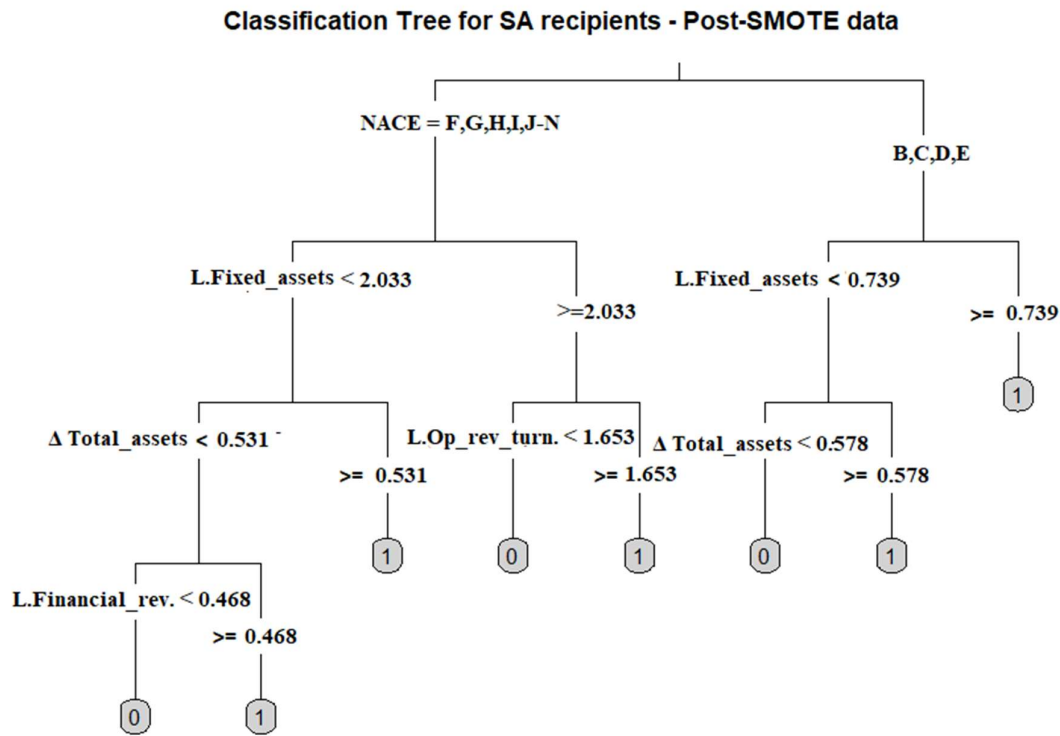 Classification Tree for SA recipients - Post-SMOTE data
NACE = F,G,H,I,J-N
B,C,D,E
L.Fixed_assets < 2.033
>=2.033
L.Fixed_assets < 0.739
>= 0.739
1
Δ Total_assets < 0.531
>= 0.531
L.Op_rev_turn. < 1.653
>= 1.653
Δ Total_assets < 0.578
>= 0.578
1
0
1
0
1
L.Financial_rev. < 0.468
>= 0.468
0
1